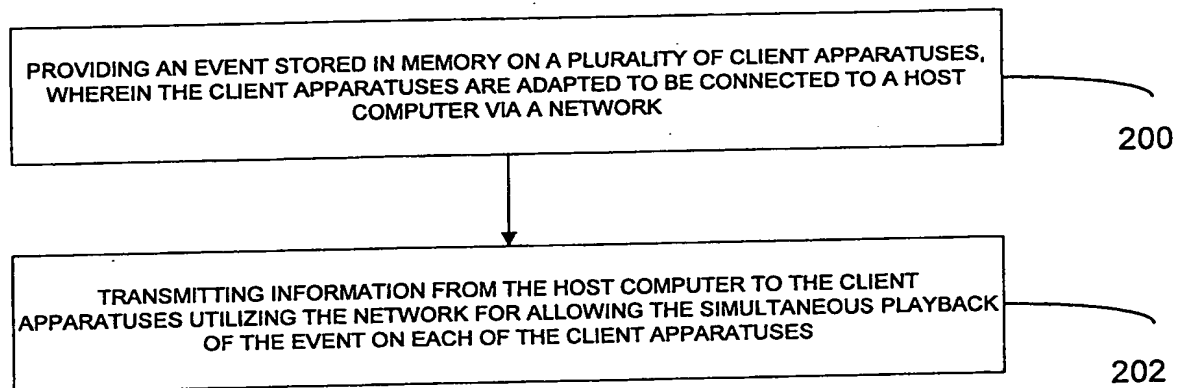 PROVIDING AN EVENT STORED IN MEMORY ON A PLURALITY OF CLIENT APPARATUSES,
WHEREIN THE CLIENT APPARATUSES ARE ADAPTED TO BE CONNECTED TO A HOST
COMPUTER VIA A NETWORK
200
TRANSMITTING INFORMATION FROM THE HOST COMPUTER TO THE CLIENT
APPARATUSES UTILIZING THE NETWORK FOR ALLOWING THE SIMULTANEOUS PLAYBACK
OF THE EVENT ON EACH OF THE CLIENT APPARATUSES
202